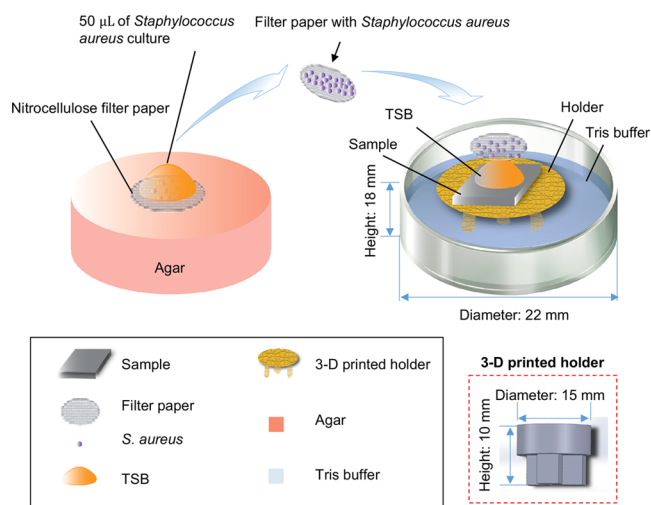 50 μL of Staphylococcus
aureus culture
Filter paper with Staphylococcus aureus
Nitrocellulose filter paper
TSB
Holder
Sample
Tris buffer
Height: 18 mm
Agar
Diameter: 22 mm
Sample
3-D printed holder
Filter paper
S. aureus
Agar
TSB
Tris buffer
3-D printed holder
Diameter: 15 mm
Height: 10 mm